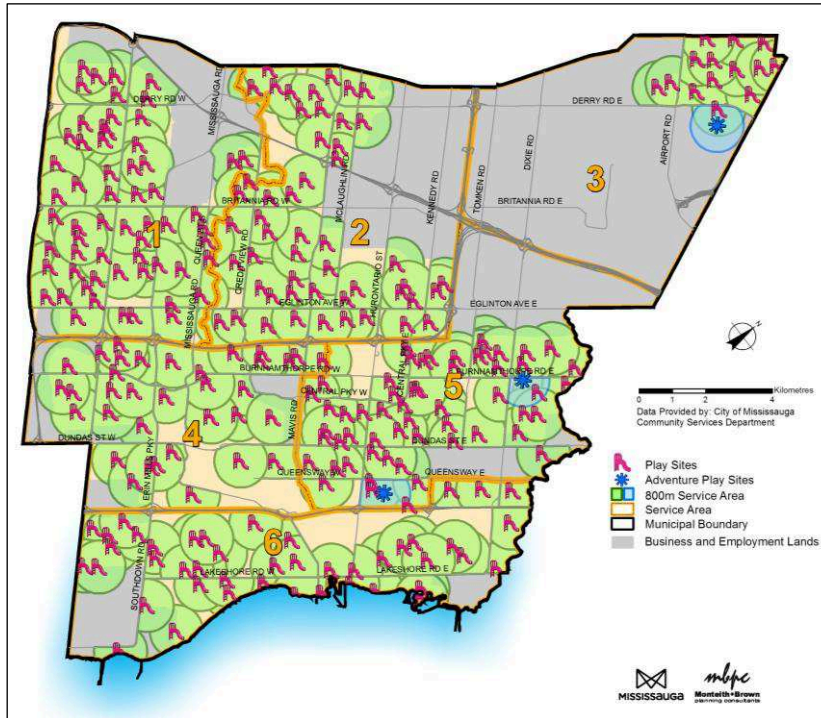 DERRY RD W
MISSISSAUGA RD
DERRY RD E
AIRPORT RD
DIXIE RD
TOMKEN RD
KENNEDY RD
MCLAUGHLIN RD
3
BRITANNIA RD W
BRITANNIA RD E
1
2
QUEEN ST S
CREDITVIEW RD
HURONTARIO ST
MISSISSAUGA RD
EGLINTON AVE W
EGLINTON AVE E
BURNHAMTHORPE RD W
BURNHAMTHORPE RD E
CENTRAL PKY E
CENTRAL PKY W
5
MAVIS RD
DUNDAS ST W
4
DUNDAS ST E
ERIN MILLS PKY
QUEENSWAY W
QUEENSWAY E
6
SOUTHDOWN RD
LAKESHORE RD W
LAKESHORE RD E
N
0 1 2 4 Kilometres
Data Provided by: City of Mississauga
Community Services Department
Play Sites
Adventure Play Sites
800m Service Area
Service Area
Municipal Boundary
Business and Employment Lands
MISSISSAUGA
mbpc
Monteith•Brown
planning consultants